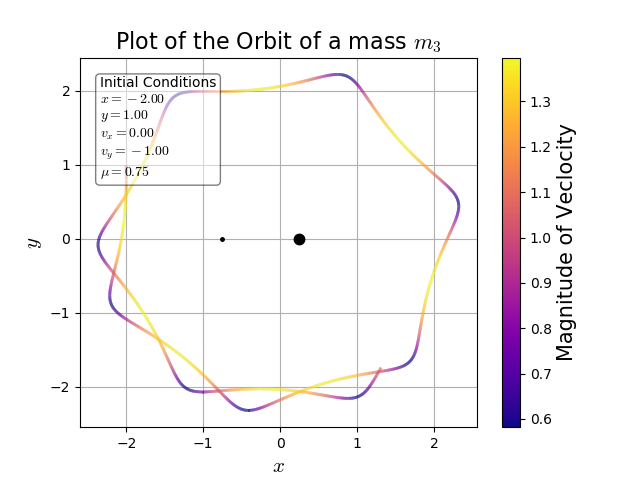 Plot of the Orbit of a mass m₃
Initial Conditions
x = −2.00
y = 1.00
vₓ = 0.00
v_y = −1.00
μ = 0.75
2
1
0
−1
−2
y
−2
−1
0
1
2
x
1.3
1.2
1.1
1.0
0.9
0.8
0.7
0.6
Magnitude of Veclocity